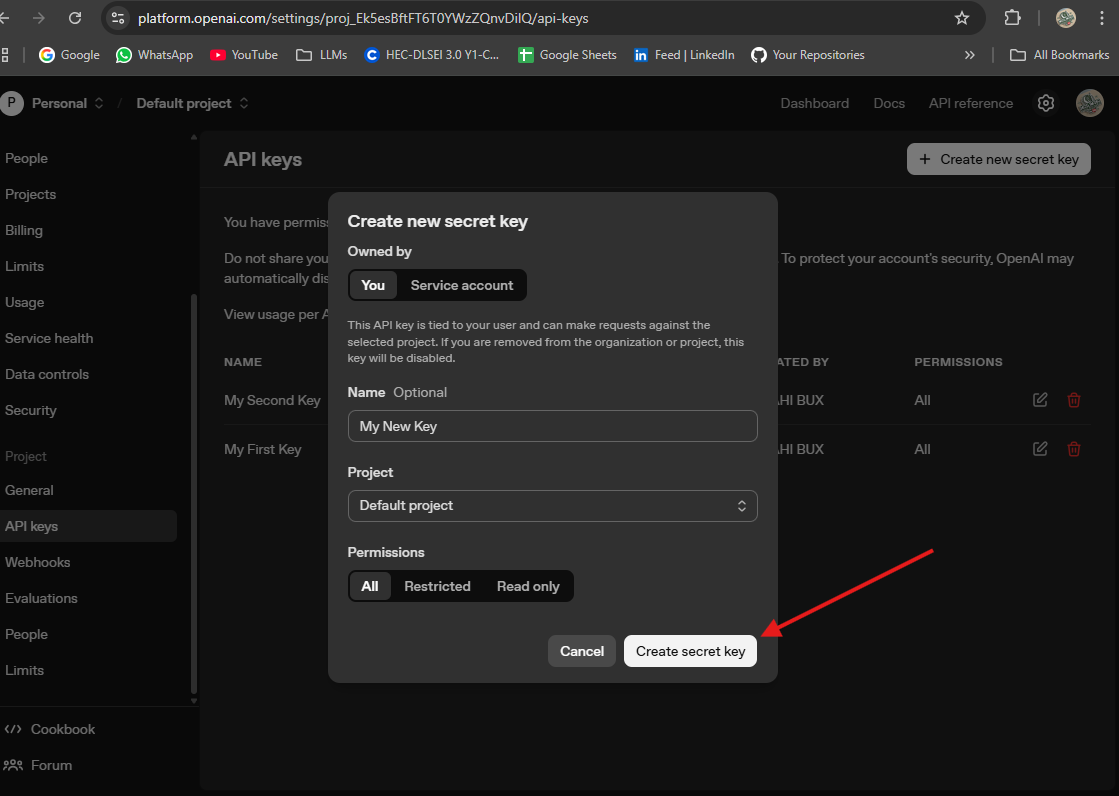 platform.openai.com/settings/proj_Ek5esBftFT6T0YWzZQnvDiIQ/api-keys
Google WhatsApp YouTube LLMs HEC-DLSEI 3.0 Y1-C... Google Sheets Feed | LinkedIn Your Repositories » All Bookmarks
P Personal / Default project Dashboard Docs API reference
People
Projects
Billing
Limits
Usage
Service health
Data controls
Security
Project
General
API keys
Webhooks
Evaluations
People
Limits
Cookbook
Forum
API keys
+ Create new secret key
You have permis
Do not share you
. To protect your account's security, OpenAI may
automatically dis
View usage per A
NAME ATED BY PERMISSIONS
My Second Key AHI BUX All
My First Key AHI BUX All
Create new secret key
Owned by
You Service account
This API key is tied to your user and can make requests against the
selected project. If you are removed from the organization or project, this
key will be disabled.
Name Optional
My New Key
Project
Default project
Permissions
All Restricted Read only
Cancel Create secret key